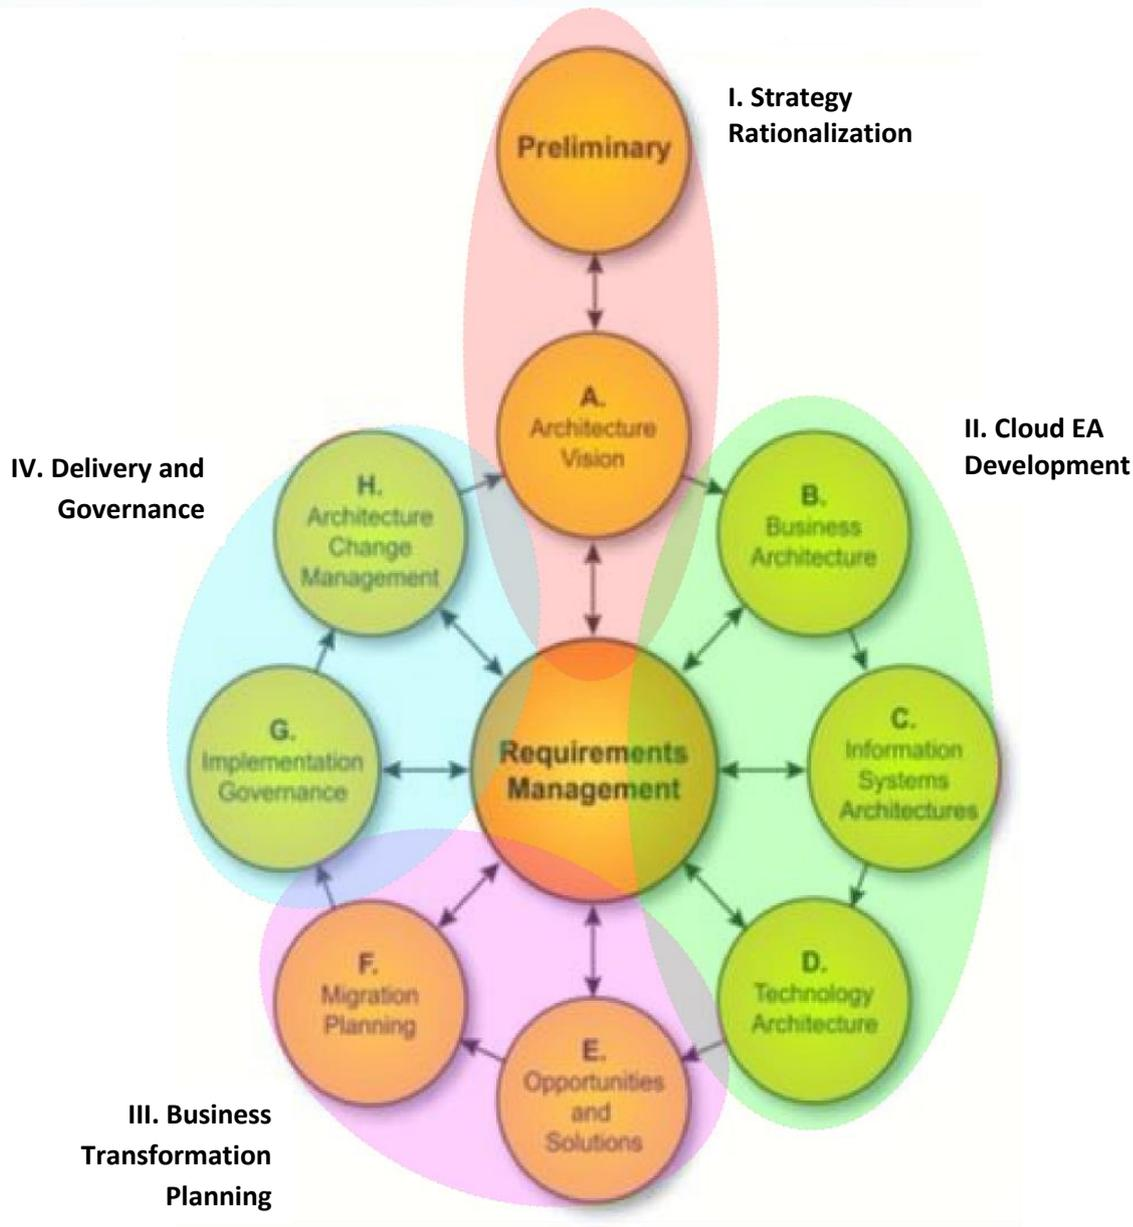 I. Strategy
Rationalization
Preliminary
A.
Architecture
Vision
II. Cloud EA
Development
IV. Delivery and
Governance
H.
Architecture
Change
Management
B.
Business
Architecture
G.
Implementation
Governance
Requirements
Management
C.
Information
Systems
Architectures
F.
Migration
Planning
D.
Technology
Architecture
E.
Opportunities
and
Solutions
III. Business
Transformation
Planning